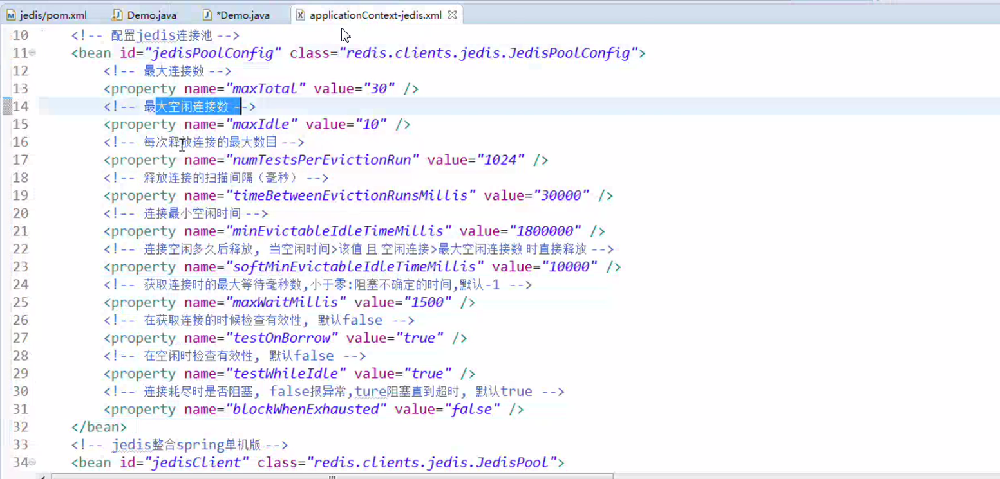 jedis/pom.xml Demo.java *Demo.java applicationContext-jedis.xml
10 <!-- 配置jedis连接池 -->
11 <bean id="jedisPoolConfig" class="redis.clients.jedis.JedisPoolConfig">
12 <!-- 最大连接数 -->
13 <property name="maxTotal" value="30" />
14 <!-- 最大空闲连接数 -->
15 <property name="maxIdle" value="10" />
16 <!-- 每次释放连接的最大数目 -->
17 <property name="numTestsPerEvictionRun" value="1024" />
18 <!-- 释放连接的扫描间隔（毫秒） -->
19 <property name="timeBetweenEvictionRunsMillis" value="30000" />
20 <!-- 连接最小空闲时间 -->
21 <property name="minEvictableIdleTimeMillis" value="1800000" />
22 <!-- 连接空闲多久后释放, 当空闲时间>该值 且 空闲连接>最大空闲连接数 时直接释放 -->
23 <property name="softMinEvictableIdleTimeMillis" value="10000" />
24 <!-- 获取连接时的最大等待毫秒数,小于零:阻塞不确定的时间,默认-1 -->
25 <property name="maxWaitMillis" value="1500" />
26 <!-- 在获取连接的时候检查有效性, 默认false -->
27 <property name="testOnBorrow" value="true" />
28 <!-- 在空闲时检查有效性, 默认false -->
29 <property name="testWhileIdle" value="true" />
30 <!-- 连接耗尽时是否阻塞, false报异常,ture阻塞直到超时, 默认true -->
31 <property name="blockWhenExhausted" value="false" />
32 </bean>
33 <!-- jedis整合spring单机版 -->
34 <bean id="jedisClient" class="redis.clients.jedis.JedisPool">